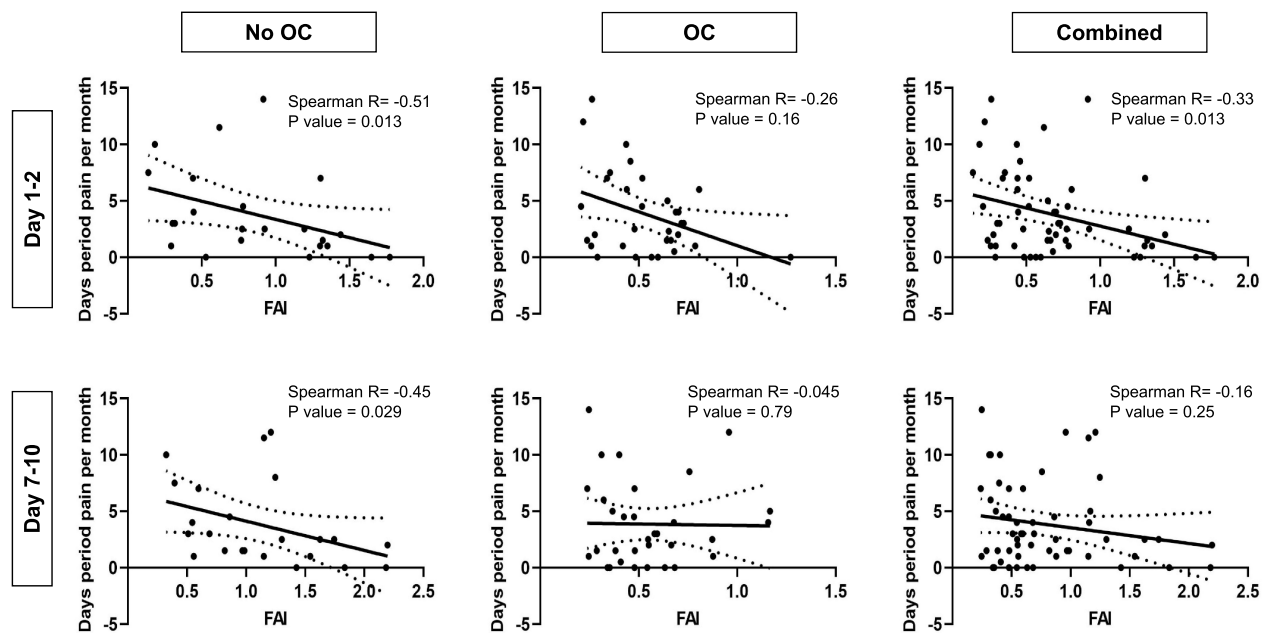 No OC
OC
Combined
Day 1-2
Days period pain per month
15
10
5
0
-5
0.5
1.0
1.5
2.0
FAI
Spearman R= -0.51
P value = 0.013
Days period pain per month
15
10
5
0
-5
0.5
1.0
1.5
FAI
Spearman R= -0.26
P value = 0.16
Days period pain per month
15
10
5
0
-5
0.5
1.0
1.5
2.0
FAI
Spearman R= -0.33
P value = 0.013
Day 7-10
Days period pain per month
15
10
5
0
-5
0.5
1.0
1.5
2.0
2.5
FAI
Spearman R= -0.45
P value = 0.029
Days period pain per month
15
10
5
0
-5
0.5
1.0
1.5
FAI
Spearman R= -0.045
P value = 0.79
Days period pain per month
15
10
5
0
-5
0.5
1.0
1.5
2.0
2.5
FAI
Spearman R= -0.16
P value = 0.25